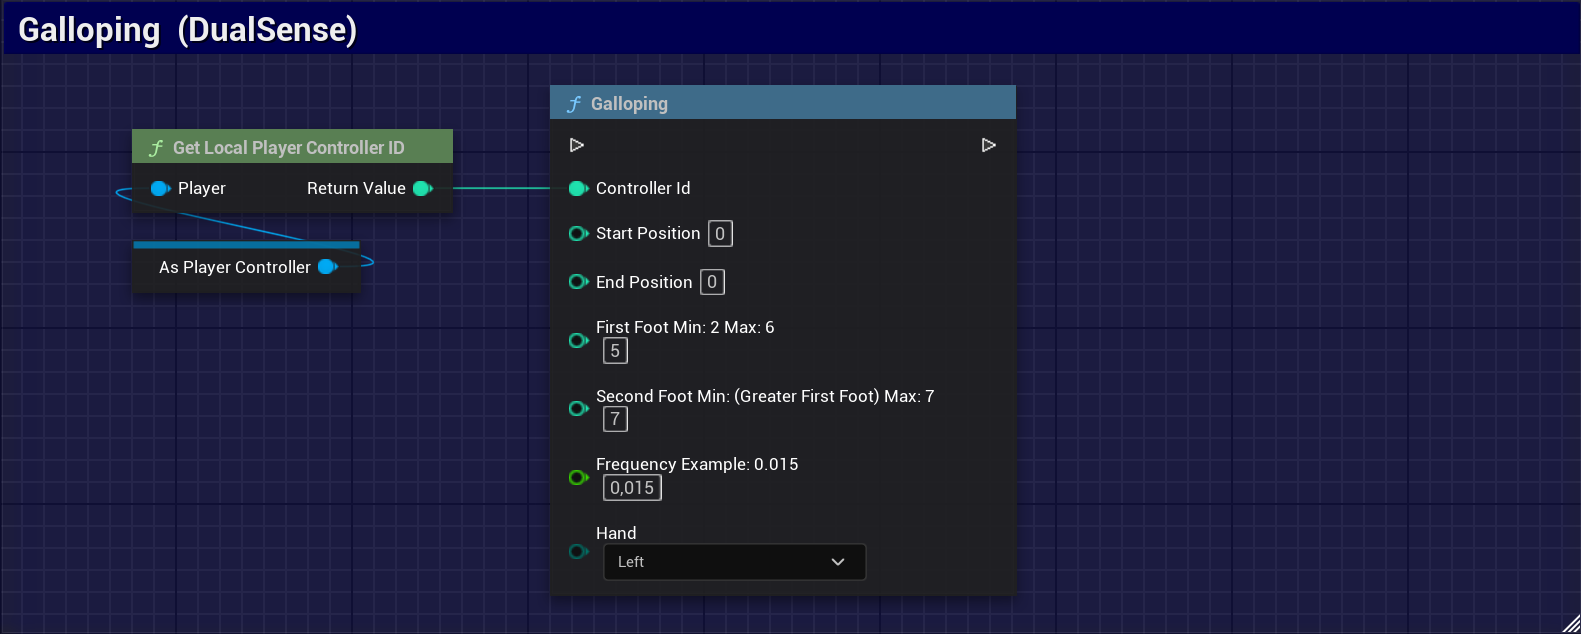 Galloping (DualSense)
Galloping
Get Local Player Controller ID
Player Return Value
As Player Controller
Controller Id
Start Position 0
End Position 0
First Foot Min: 2 Max: 6
5
Second Foot Min: (Greater First Foot) Max: 7
7
Frequency Example: 0.015
0,015
Hand
Left